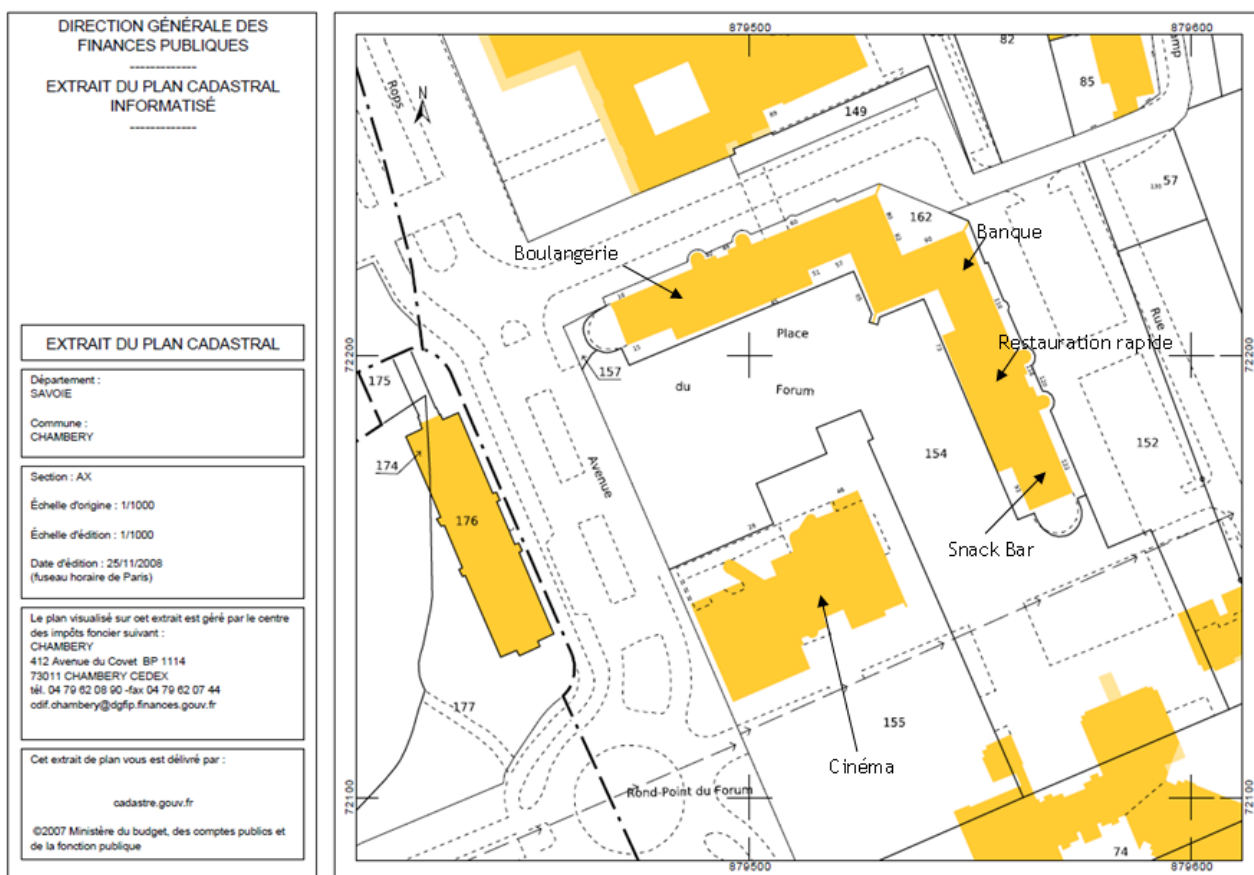 DIRECTION GÉNÉRALE DES
FINANCES PUBLIQUES
-------------
EXTRAIT DU PLAN CADASTRAL
INFORMATISÉ
-------------
EXTRAIT DU PLAN CADASTRAL
Département :
SAVOIE
Commune :
CHAMBERY
Section : AX
Échelle d'origine : 1/1000
Échelle d'édition : 1/1000
Date d'édition : 25/11/2008
(fuseau horaire de Paris)
Le plan visualisé sur cet extrait est géré par le centre
des impôts foncier suivant :
CHAMBERY
412 Avenue du Covet BP 1114
73011 CHAMBERY CEDEX
tél. 04 79 62 08 90 -fax 04 79 62 07 44
cdif.chambery@dgfip.finances.gouv.fr
Cet extrait de plan vous est délivré par :
cadastre.gouv.fr
©2007 Ministère du budget, des comptes publics et
de la fonction publique
879500
879600
82
85
Rops
N
149
57
130
162
Boulangerie
Banque
Place
Rue
Restauration rapide
72200
72200
175
157
du
Forum
154
152
174
Avenue
176
Snack Bar
177
155
Cinéma
Rond-Point du Forum
72100
72100
74
879500
879600